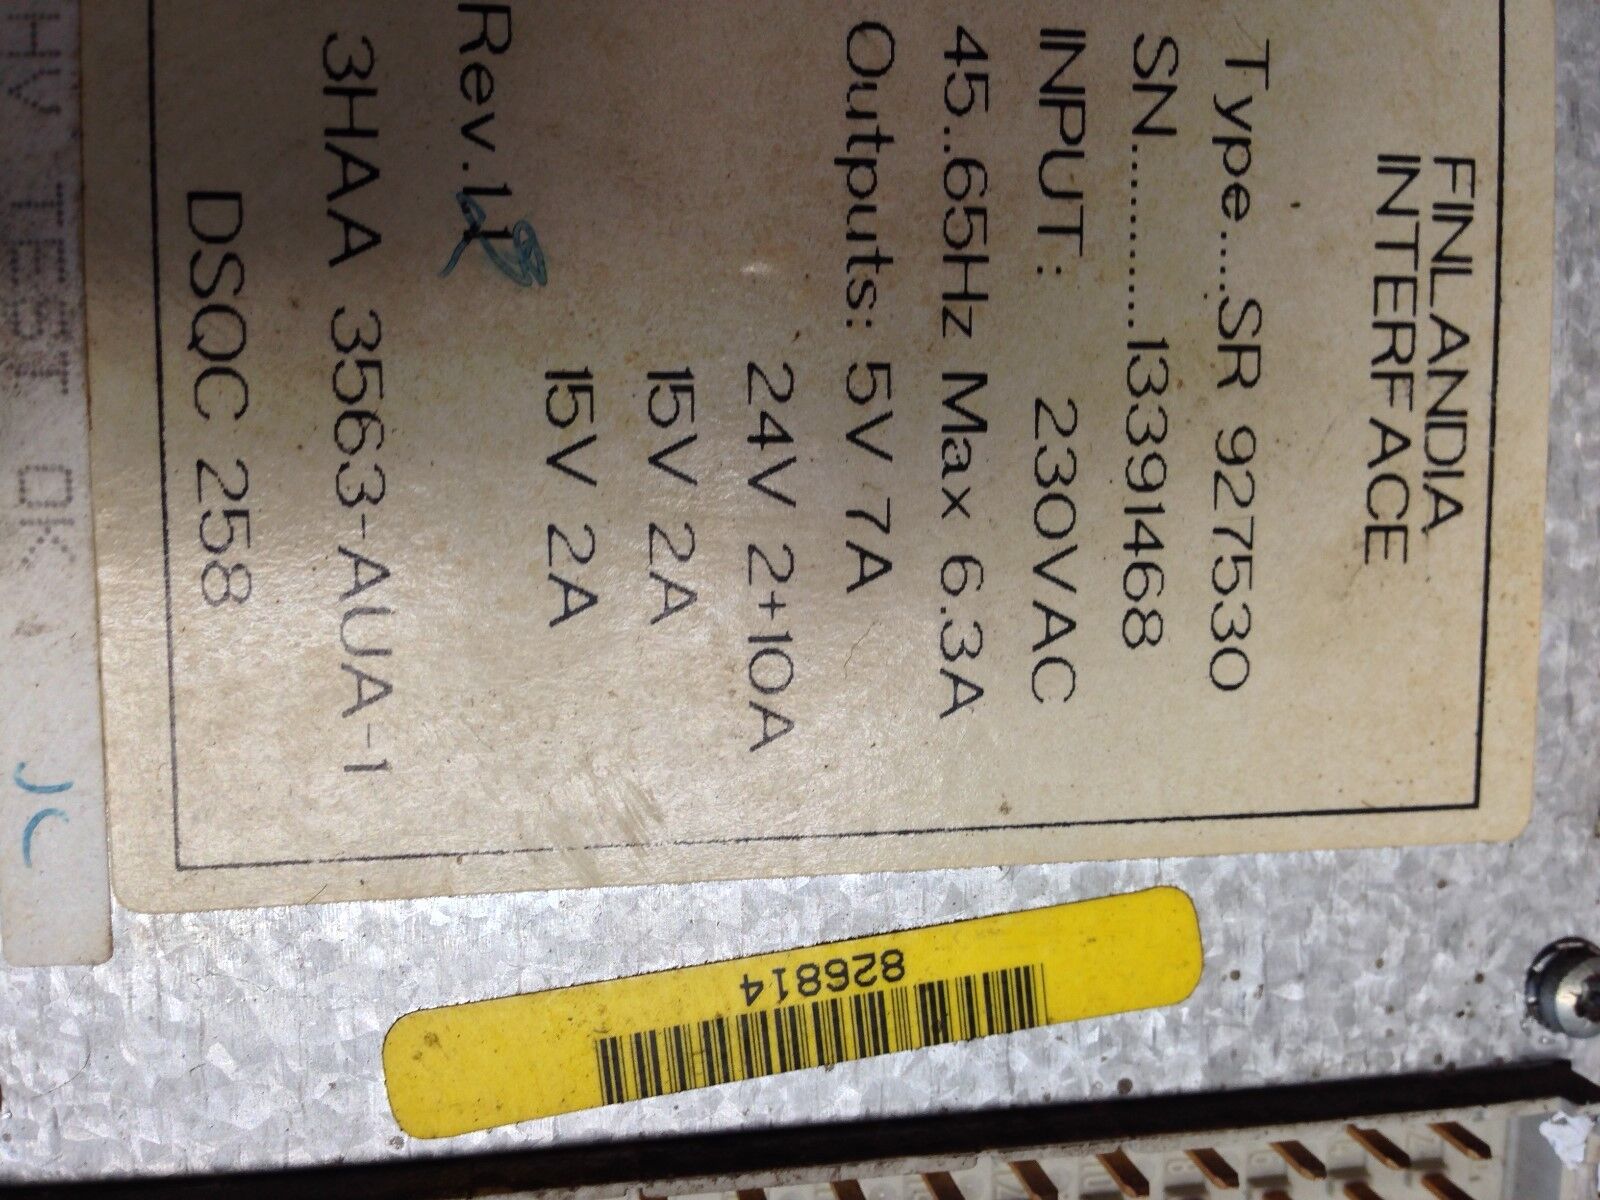 FINLANDIA
INTERFACE
Type....SR 927530
SN...........13391468
INPUT: 230VAC
45..65Hz Max 6.3A
Outputs: 5V 7A
24V 2+10A
15V 2A
15V 2A
Rev.
3HAA 3563-AUA-1
DSQC 258
HV TEST OK !
JC
826814